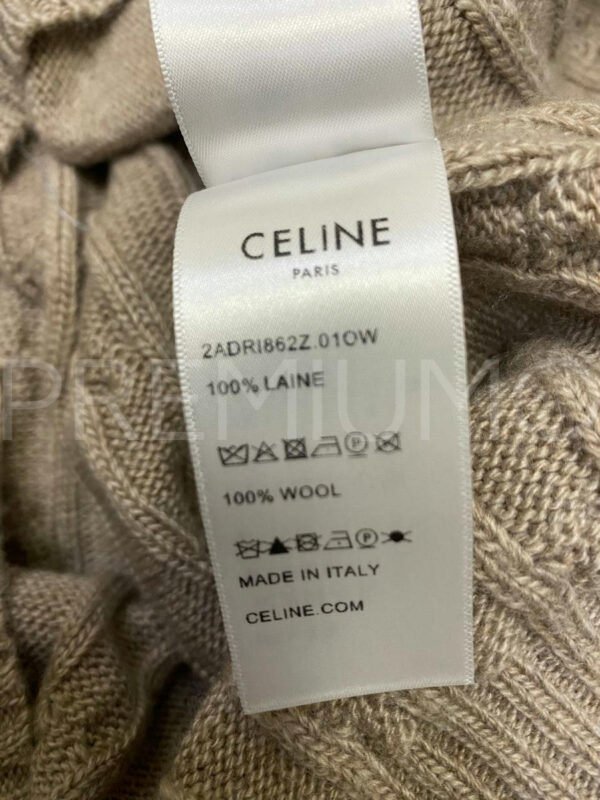 CELINE
PARIS
2ADRI862Z.01OW
100% LAINE
100% WOOL
MADE IN ITALY
CELINE.COM
PREMIUM